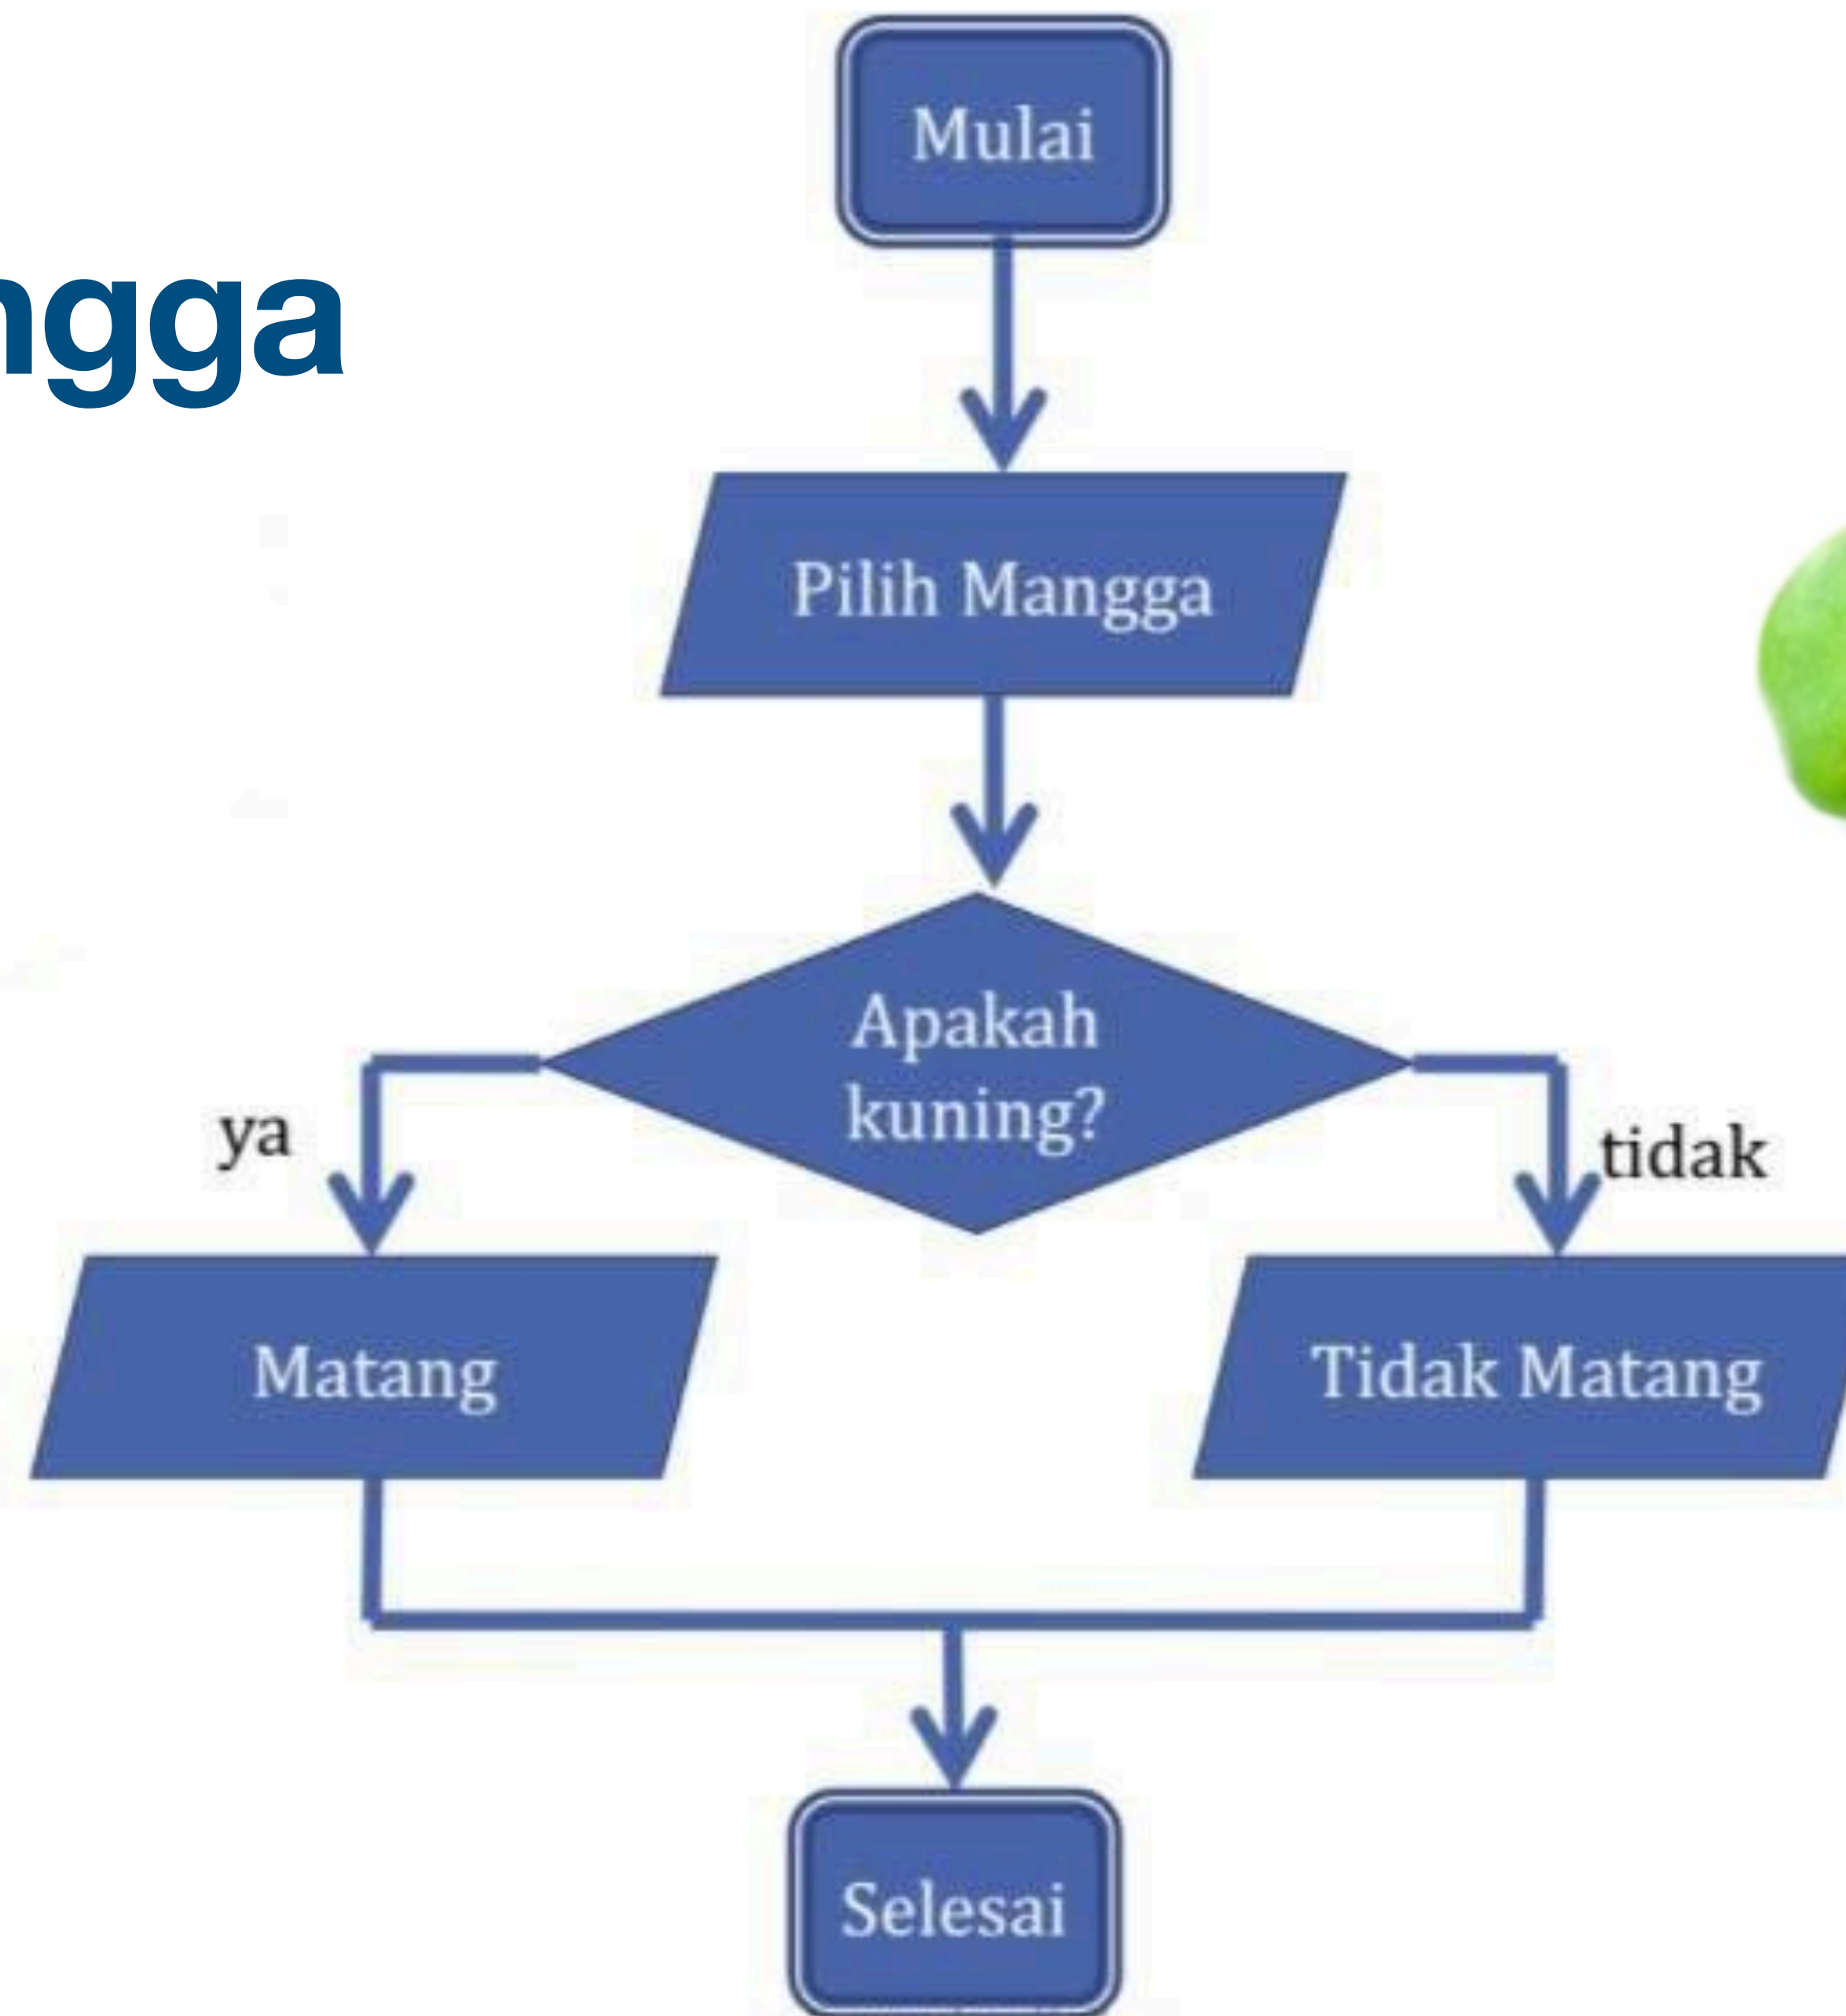 Mulai
ngga
Pilih Mangga
Apakah
kuning?
ya
tidak
Matang
Tidak Matang
Selesai